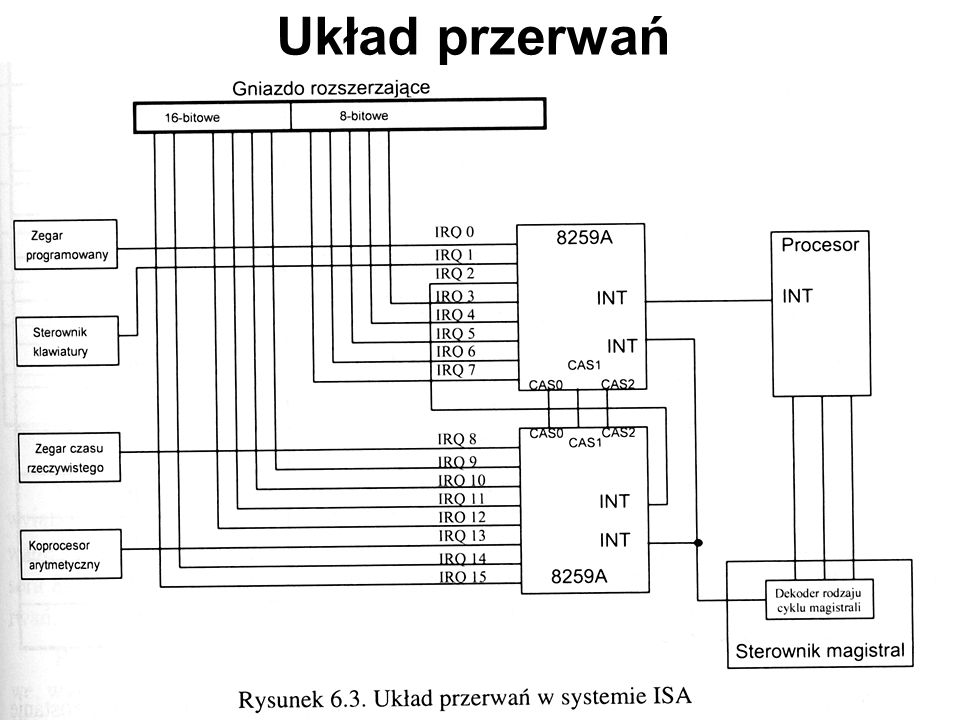 Układ przerwań
Gniazdo rozszerzające
16-bitowe
8-bitowe
Zegar
programowany
Sterownik
klawiatury
Zegar czasu
rzeczywistego
Koprocesor
arytmetyczny
IRQ 0
IRQ 1
IRQ 2
IRQ 3
IRQ 4
IRQ 5
IRQ 6
IRQ 7
8259A
INT
INT
CAS1
CAS0
CAS2
Procesor
INT
CAS0
CAS1
CAS2
IRQ 8
IRQ 9
IRQ 10
IRQ 11
IRQ 12
IRQ 13
IRQ 14
IRQ 15
INT
INT
8259A
Dekoder rodzaju
cyklu magistrali
Sterownik magistral
Rysunek 6.3. Układ przerwań w systemie ISA